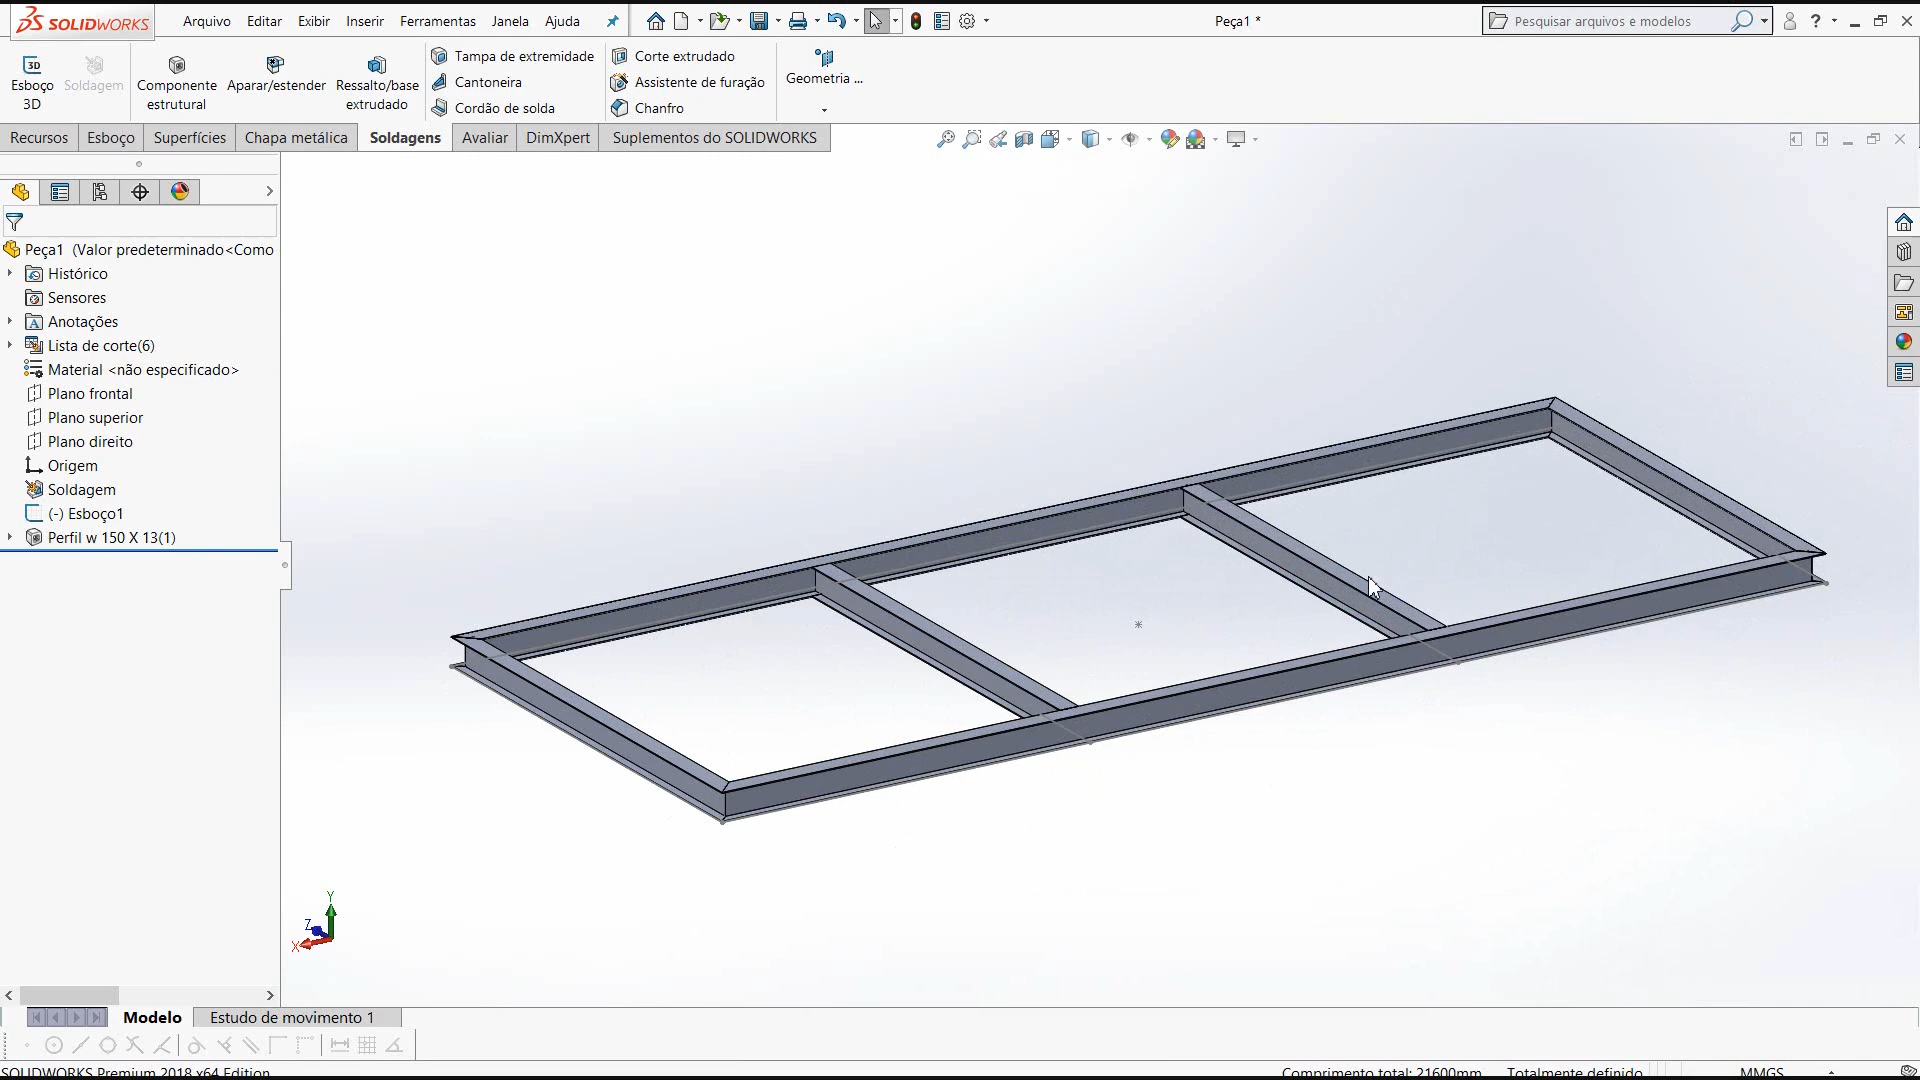 SOLIDWORKS
Arquivo Editar Exibir Inserir Ferramentas Janela Ajuda
Peça1 *
Pesquisar arquivos e modelos
Esboço 3D
Soldagem
Componente estrutural
Aparar/estender
Ressalto/base extrudado
Tampa de extremidade
Cantoneira
Cordão de solda
Corte extrudado
Assistente de furação
Chanfro
Geometria ...
Recursos Esboço Superfícies Chapa metálica Soldagens Avaliar DimXpert Suplementos do SOLIDWORKS
Peça1 (Valor predeterminado<Como
Histórico
Sensores
Anotações
Lista de corte(6)
Material <não especificado>
Plano frontal
Plano superior
Plano direito
Origem
Soldagem
(-) Esboço1
Perfil w 150 X 13(1)
Y
Z
X
Modelo Estudo de movimento 1
SOLIDWORKS Premium 2018 x64 Edition
Comprimento total: 21600mm Totalmente definido MMGS